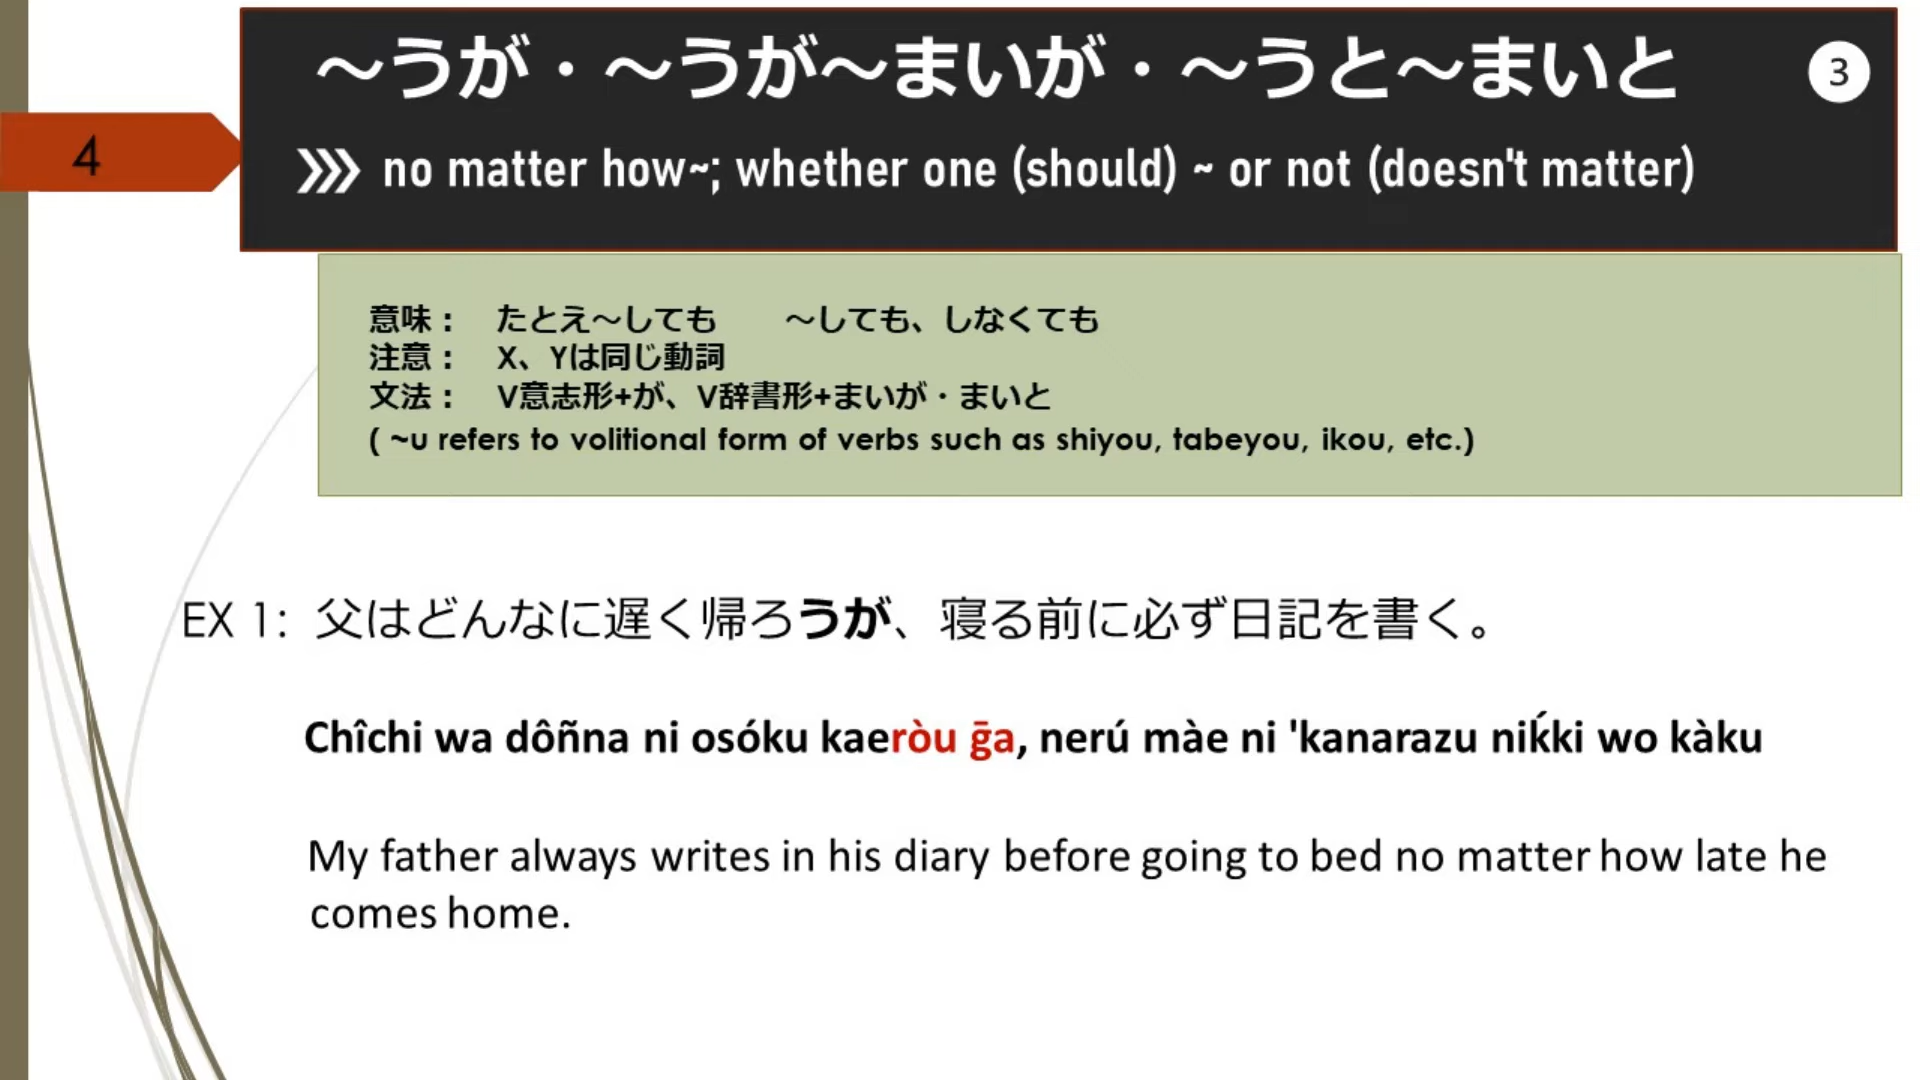 ～うが・～うが～まいが・～うと～まいと
3
4
no matter how~; whether one (should) ~ or not (doesn't matter)
意味： たとえ～しても ～しても、しなくても
注意： X、Yは同じ動詞
文法： V意志形+が、V辞書形+まいが・まいと
( ~u refers to volitional form of verbs such as shiyou, tabeyou, ikou, etc.)
EX 1: 父はどんなに遅く帰ろうが、寝る前に必ず日記を書く。
Chîchi wa dôñna ni osóku kaeròu ḡa, nerú màe ni 'kanarazu niḱki wo kàku
My father always writes in his diary before going to bed no matter how late he
comes home.